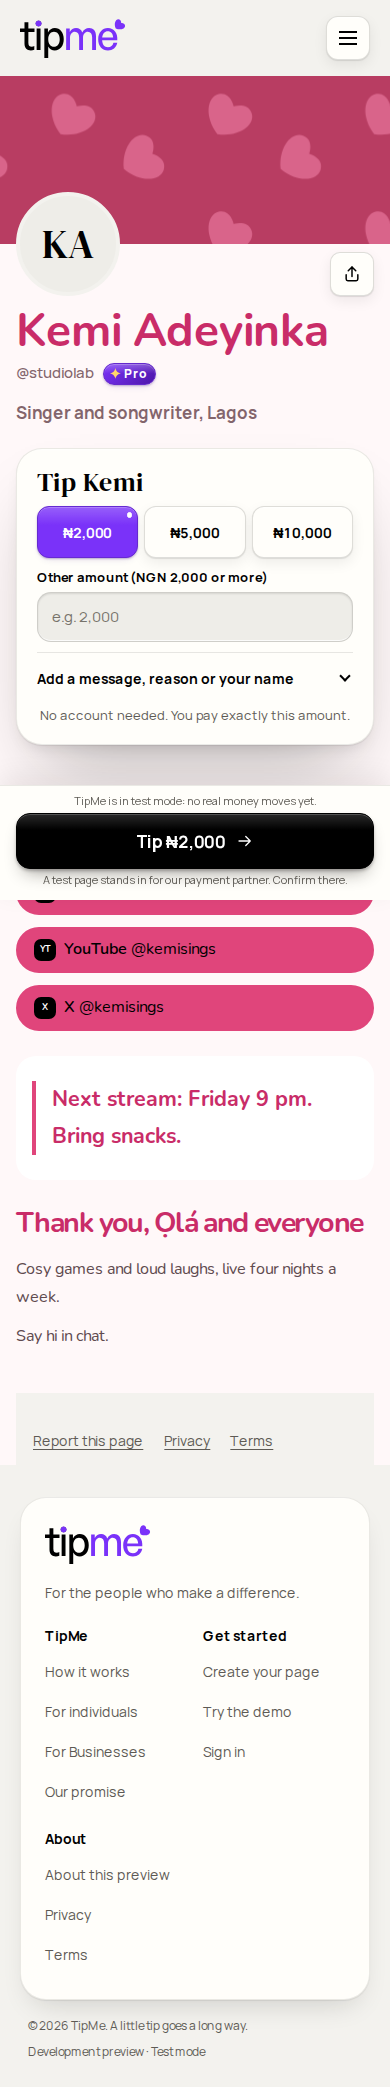 tipme
KA
Kemi Adeyinka
@studiolab ✦ Pro
Singer and songwriter, Lagos
Tip Kemi
₦2,000 ₦5,000 ₦10,000
Other amount (NGN 2,000 or more)
e.g. 2,000
Add a message, reason or your name
No account needed. You pay exactly this amount.
TipMe is in test mode: no real money moves yet.
Tip ₦2,000 →
A test page stands in for our payment partner. Confirm there.
YT YouTube @kemisings
X X @kemisings
Next stream: Friday 9 pm.
Bring snacks.
Thank you, Ọlá and everyone
Cosy games and loud laughs, live four nights a
week.
Say hi in chat.
Report this page Privacy Terms
tipme
For the people who make a difference.
TipMe Get started
How it works Create your page
For individuals Try the demo
For Businesses Sign in
Our promise
About
About this preview
Privacy
Terms
© 2026 TipMe. A little tip goes a long way.
Development preview · Test mode